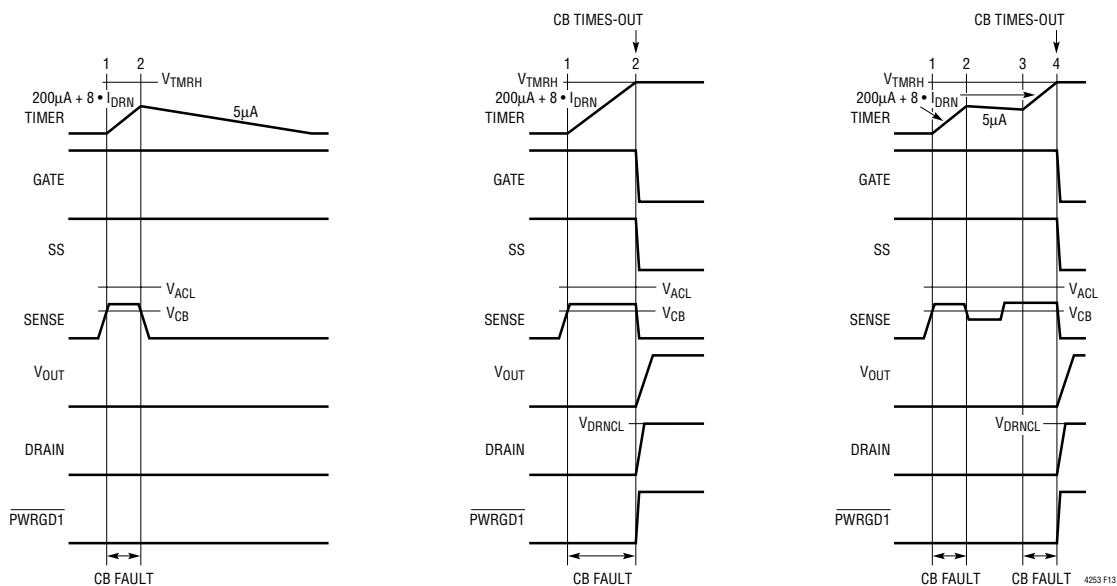 1 2
VTMRH
200µA + 8 • IDRN
TIMER
5µA
GATE
SS
VACL
SENSE
VCB
VOUT
DRAIN
PWRGD1
CB FAULT
CB TIMES-OUT
1 2
VTMRH
200µA + 8 • IDRN
TIMER
GATE
SS
VACL
SENSE
VCB
VOUT
VDRNCL
DRAIN
PWRGD1
CB FAULT
CB TIMES-OUT
1 2 3 4
VTMRH
200µA + 8 • IDRN
TIMER
5µA
GATE
SS
VACL
SENSE
VCB
VOUT
VDRNCL
DRAIN
PWRGD1
CB FAULT CB FAULT
4253 F13